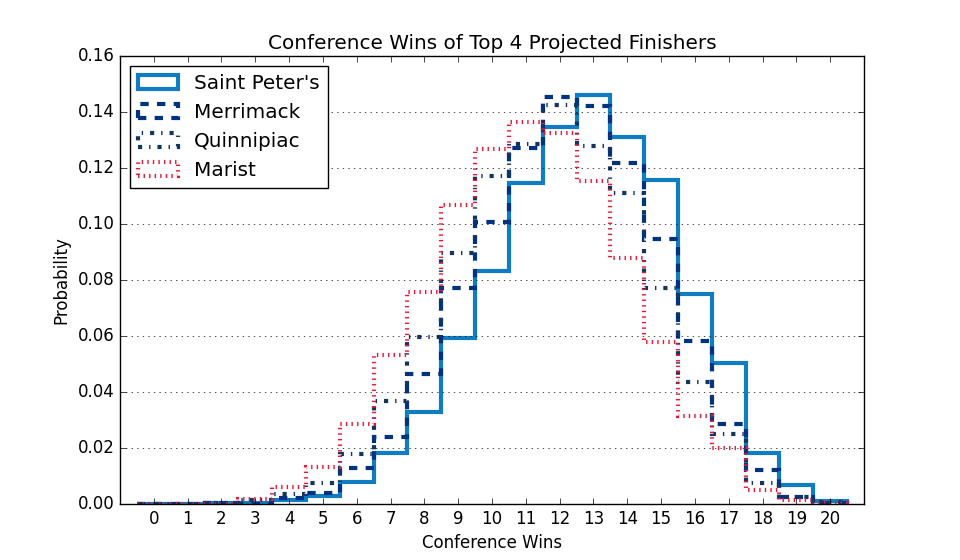 Conference Wins of Top 4 Projected Finishers
0.16
0.14
0.12
0.10
0.08
0.06
0.04
0.02
0.00
Probability
Saint Peter's
Merrimack
Quinnipiac
Marist
0 1 2 3 4 5 6 7 8 9 10 11 12 13 14 15 16 17 18 19 20
Conference Wins